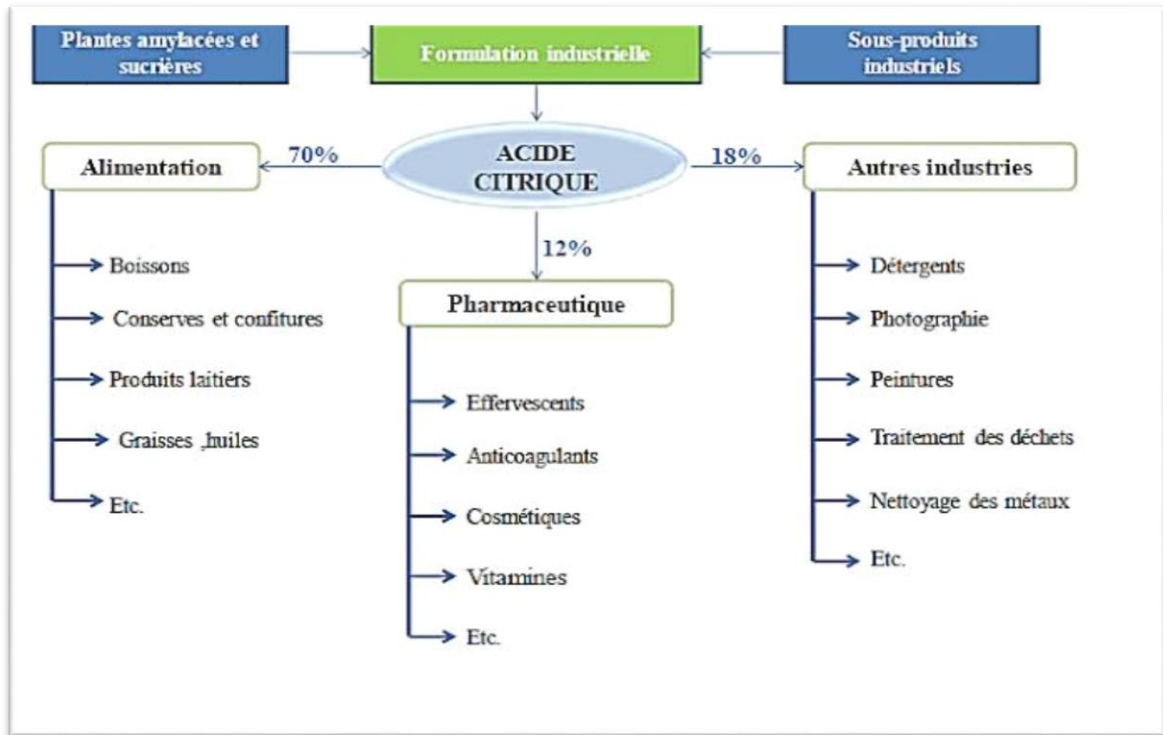 Plantes amylacées et
sucrières
Formulation industrielle
Sous-produits
industriels
ACIDE
CITRIQUE
70%
18%
12%
Alimentation
Boissons
Conserves et confitures
Produits laitiers
Graisses ,huiles
Etc.
Pharmaceutique
Effervescents
Anticoagulants
Cosmétiques
Vitamines
Etc.
Autres industries
Détergents
Photographie
Peintures
Traitement des déchets
Nettoyage des métaux
Etc.